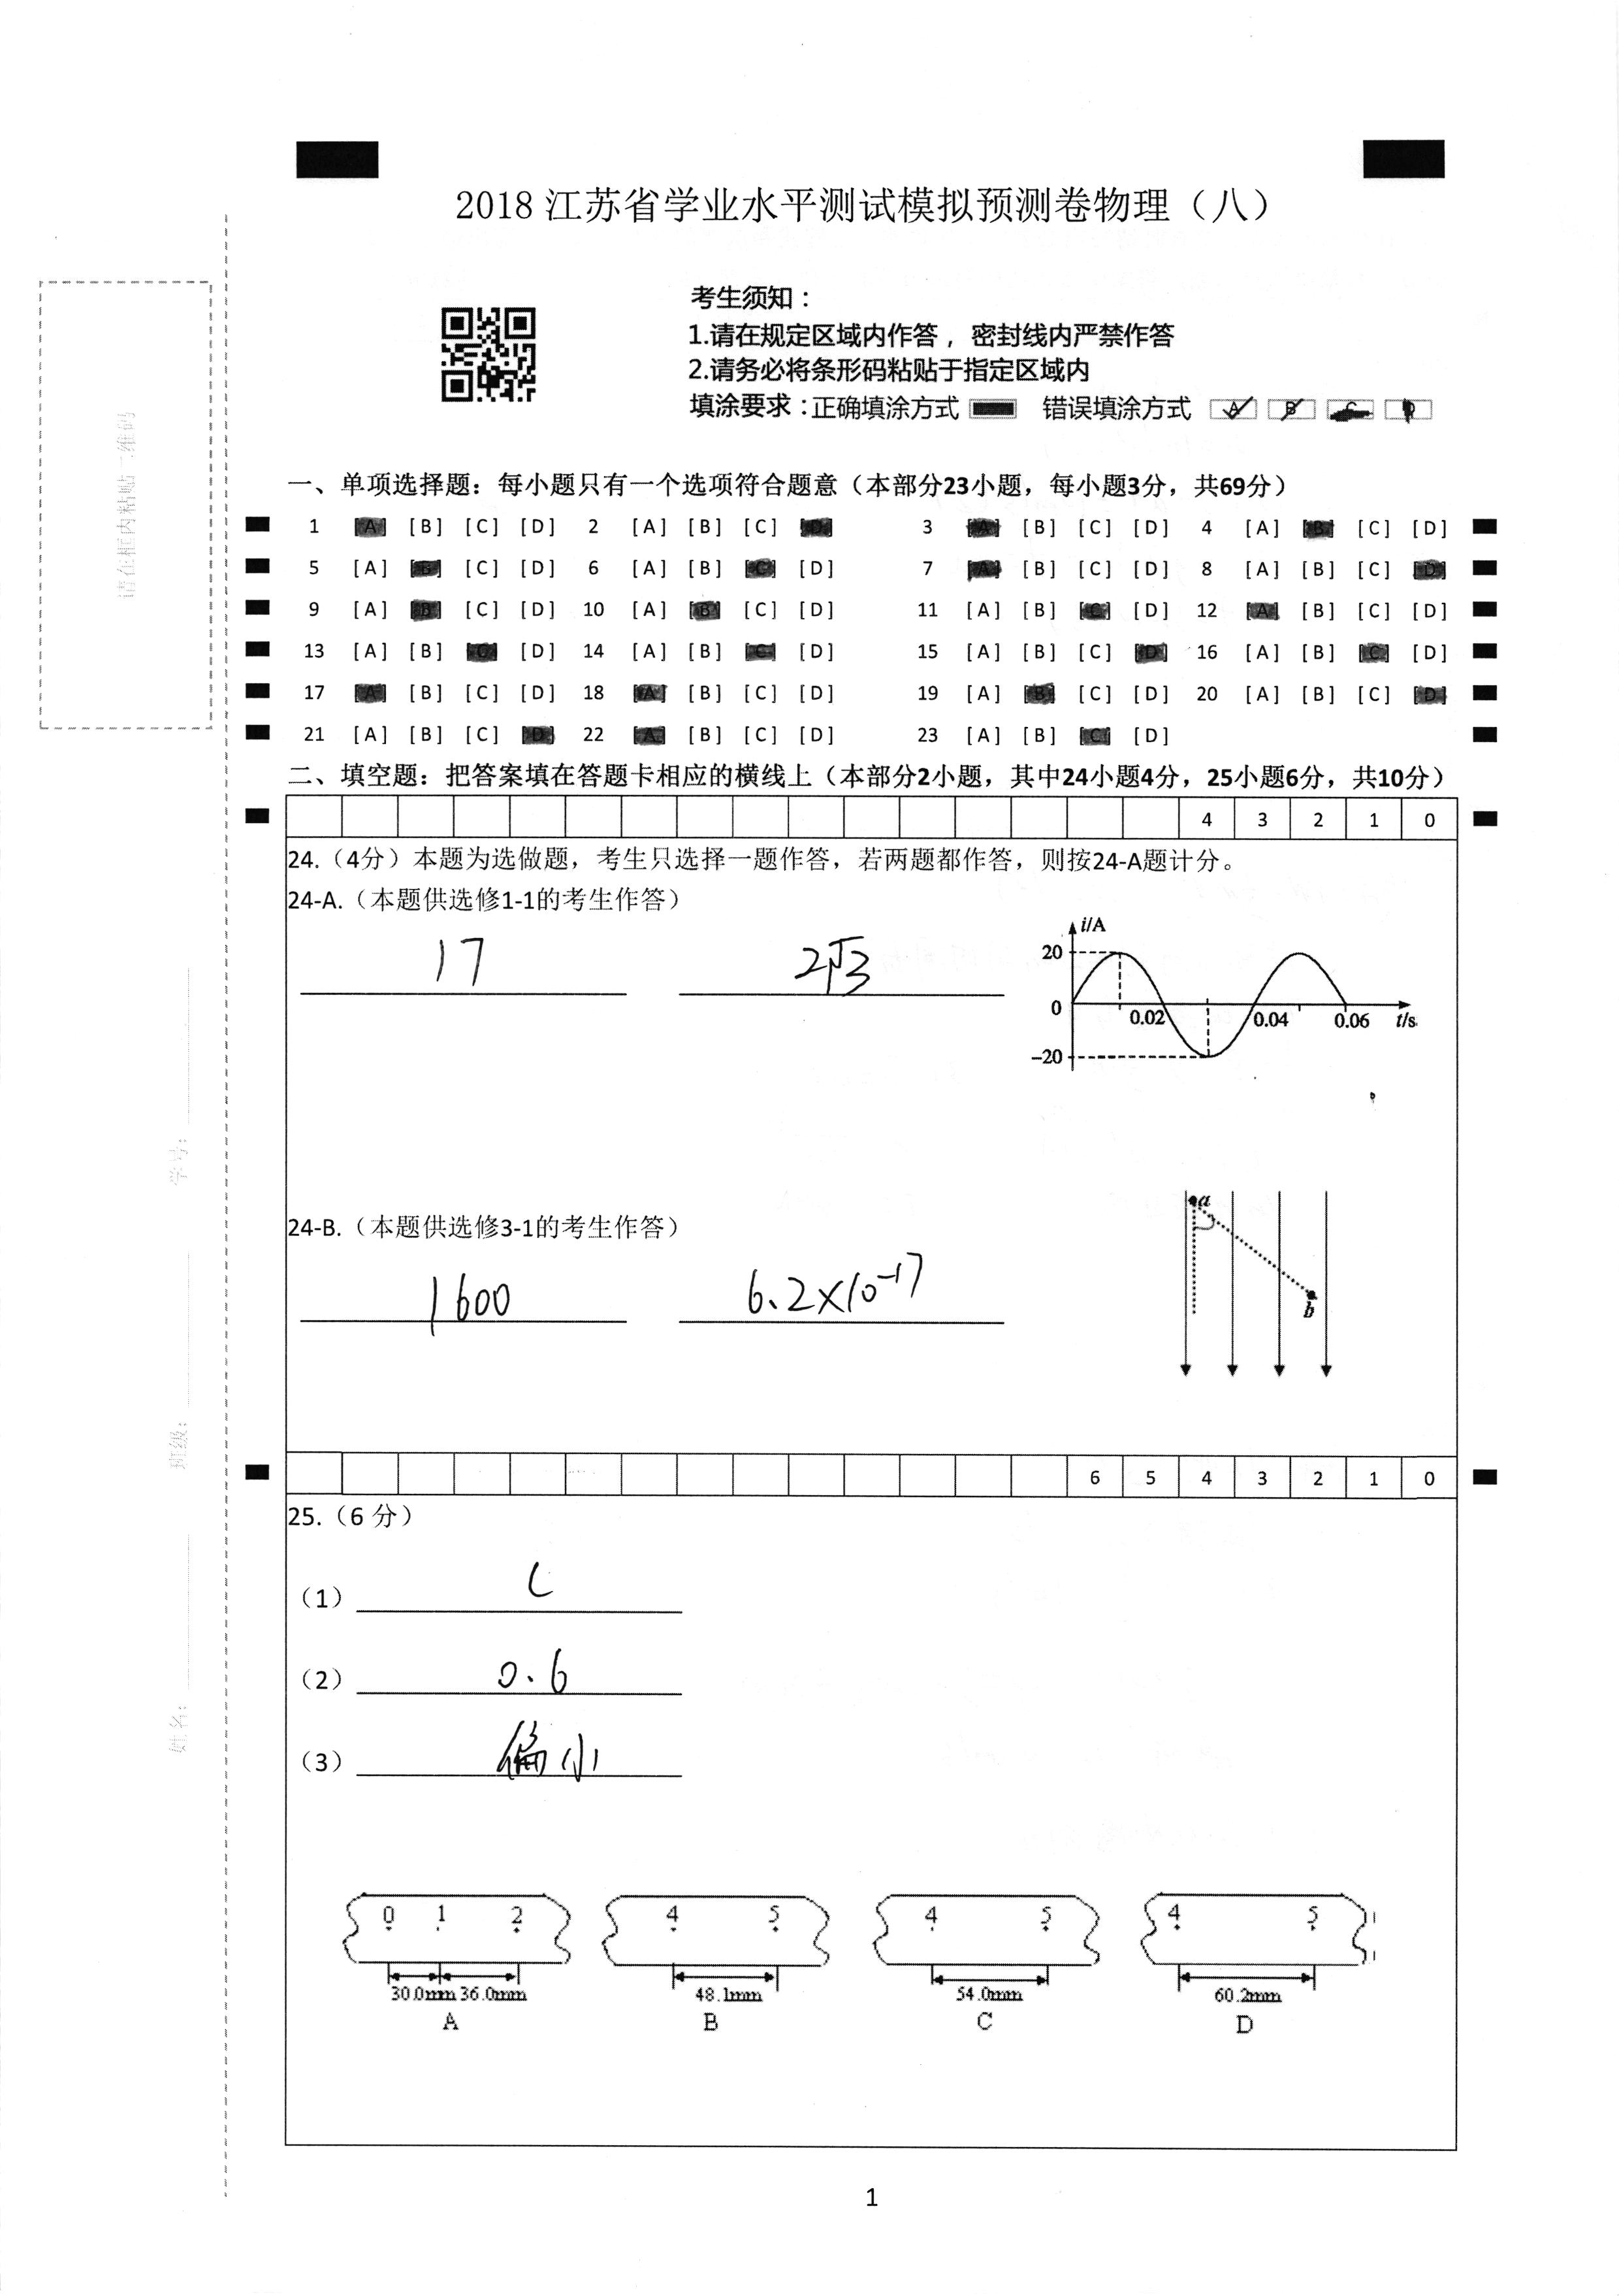 2018 江苏省学业水平测试模拟预测卷物理（八）
考生须知：
1.请在规定区域内作答，密封线内严禁作答
2.请务必将条形码粘贴于指定区域内
填涂要求：正确填涂方式 错误填涂方式 A B C D
请在框内粘贴二维码
学号：
班级：
姓名：
一、单项选择题：每小题只有一个选项符合题意（本部分23小题，每小题3分，共69分）
1 [A] [B] [C] [D] 2 [A] [B] [C] [D] 3 [A] [B] [C] [D] 4 [A] [B] [C] [D]
5 [A] [B] [C] [D] 6 [A] [B] [C] [D] 7 [A] [B] [C] [D] 8 [A] [B] [C] [D]
9 [A] [B] [C] [D] 10 [A] [B] [C] [D] 11 [A] [B] [C] [D] 12 [A] [B] [C] [D]
13 [A] [B] [C] [D] 14 [A] [B] [C] [D] 15 [A] [B] [C] [D] 16 [A] [B] [C] [D]
17 [A] [B] [C] [D] 18 [A] [B] [C] [D] 19 [A] [B] [C] [D] 20 [A] [B] [C] [D]
21 [A] [B] [C] [D] 22 [A] [B] [C] [D] 23 [A] [B] [C] [D]
二、填空题：把答案填在答题卡相应的横线上（本部分2小题，其中24小题4分，25小题6分，共10分）
4 3 2 1 0
24.（4分）本题为选做题，考生只选择一题作答，若两题都作答，则按24-A题计分。
24-A.（本题供选修1-1的考生作答）
17 2√3
i/A
20
0 0.02 0.04 0.06 t/s
-20
24-B.（本题供选修3-1的考生作答）
1600 6.2×10⁻¹⁷
a
b
6 5 4 3 2 1 0
25.（6 分）
（1） C
（2） 0.6
（3） 偏小
0 1 2 4 5 4 5 4 5
30.0mm 36.0mm 48.1mm 54.0mm 60.2mm
A B C D
1